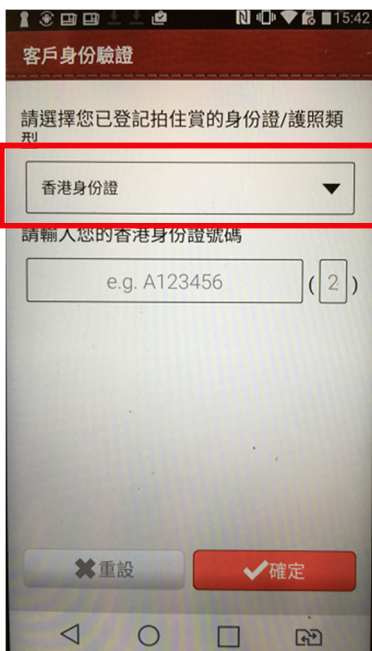 15:42
客戶身份驗證
請選擇您已登記拍住賞的身份證/護照類
型
香港身份證
請輸入您的香港身份證號碼
e.g. A123456 ( 2 )
重設 確定